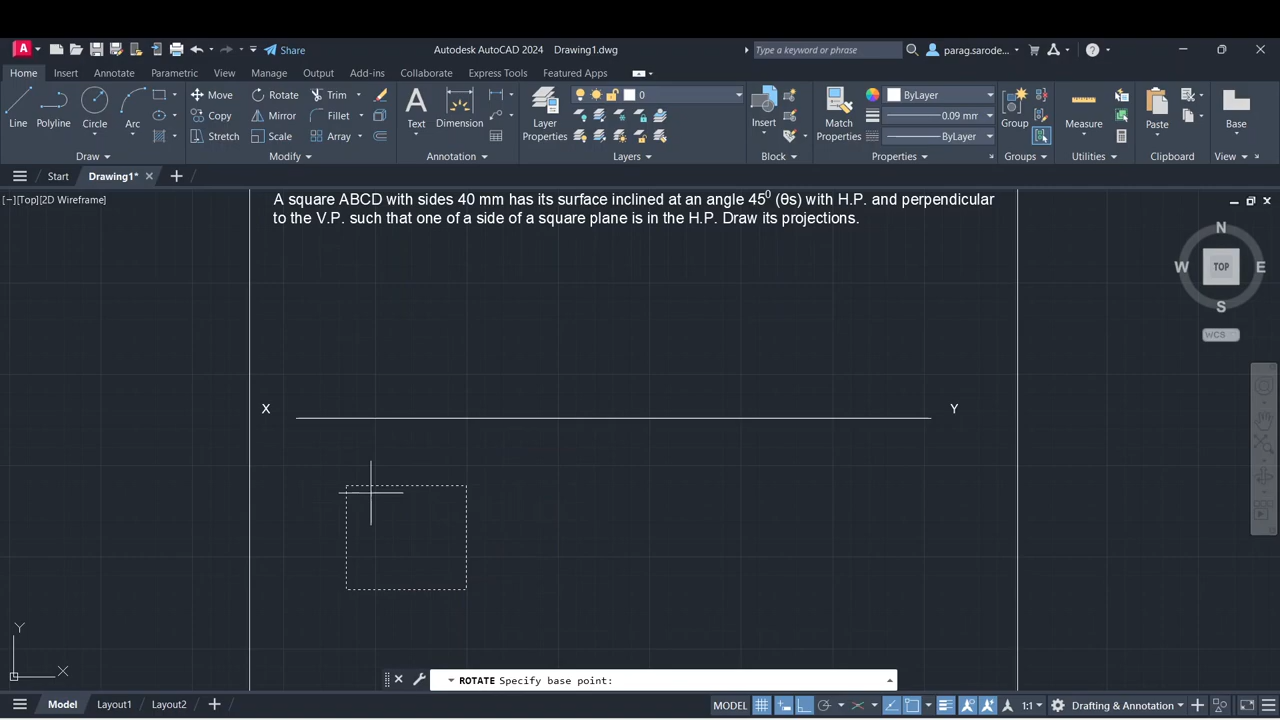 Share
Autodesk AutoCAD 2024 Drawing1.dwg
Type a keyword or phrase
parag.sarode...
Home Insert Annotate Parametric View Manage Output Add-ins Collaborate Express Tools Featured Apps
Move Rotate Trim
0
ByLayer
Copy Mirror Fillet
0.09 mm
Line Polyline Circle Arc
Text Dimension
Layer Properties
Insert
Match Properties
Group
Measure
Paste
Base
Stretch Scale Array
ByLayer
Draw Modify Annotation Layers Block Properties Groups Utilities Clipboard View
Start Drawing1*
[−][Top][2D Wireframe]
A square ABCD with sides 40 mm has its surface inclined at an angle 45⁰ (θs) with H.P. and perpendicular
to the V.P. such that one of a side of a square plane is in the H.P. Draw its projections.
N
W TOP E
S
WCS
X Y
Y
X
ROTATE Specify base point:
Model Layout1 Layout2
MODEL 1:1 Drafting & Annotation